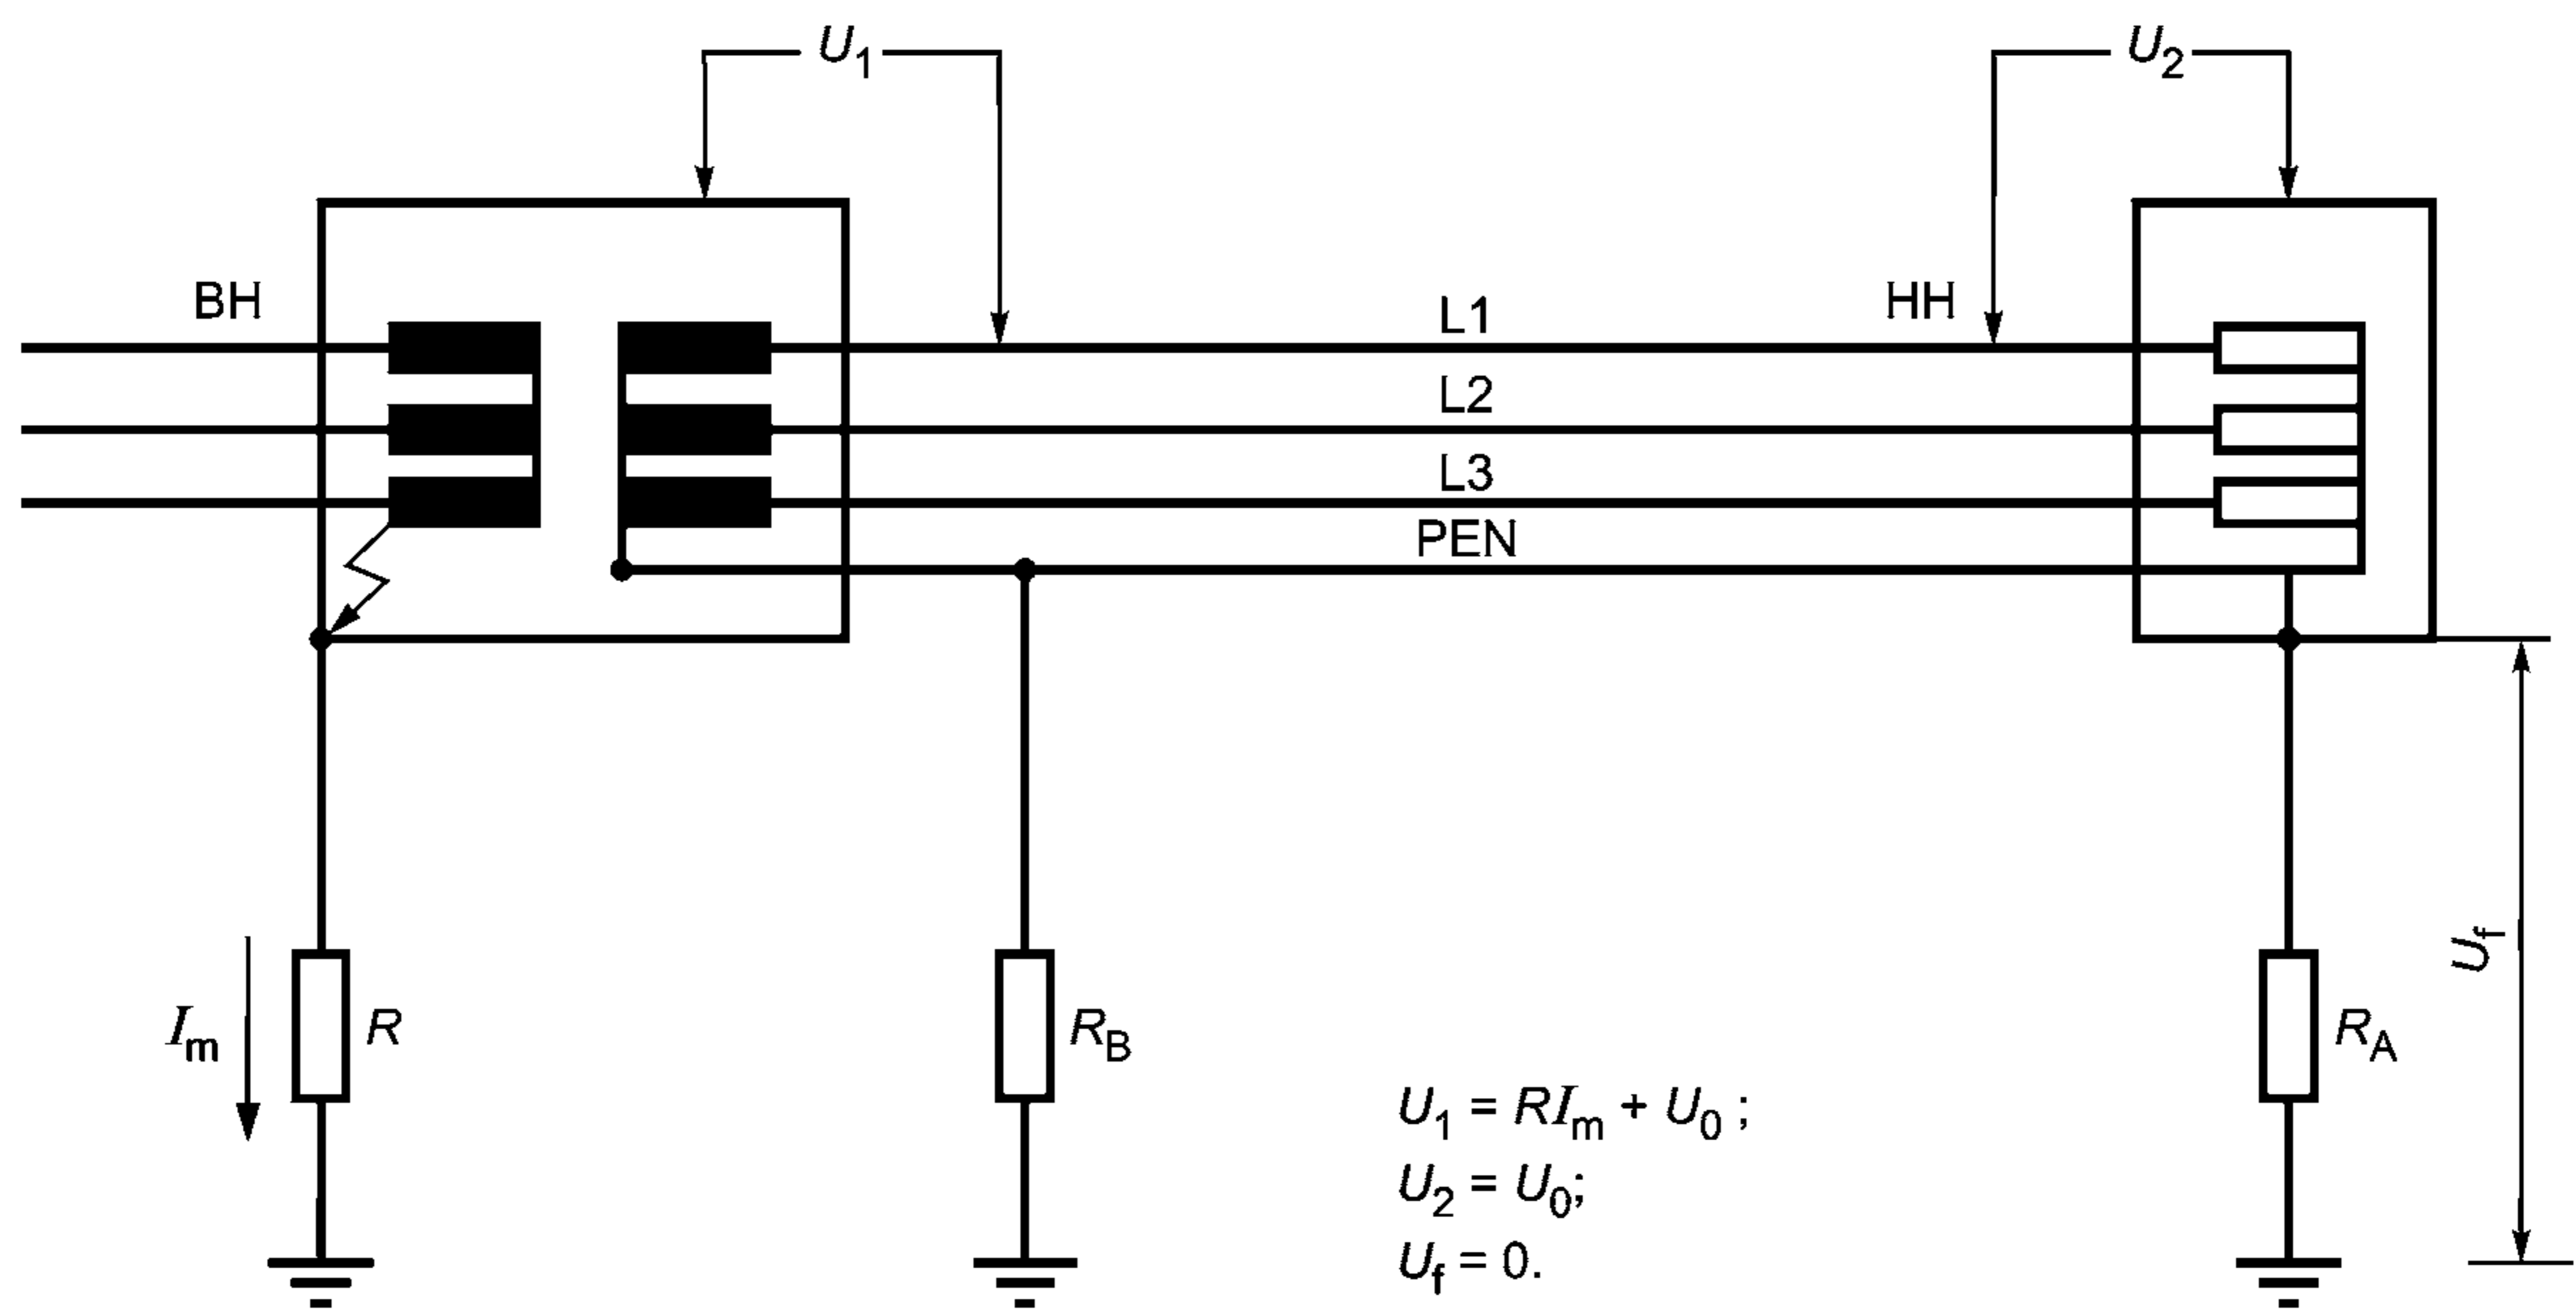 U1 U2
BH L1 HH
L2
L3
PEN
Im R RB RA Uf
U1 = RIm + U0 ;
U2 = U0;
Uf = 0.